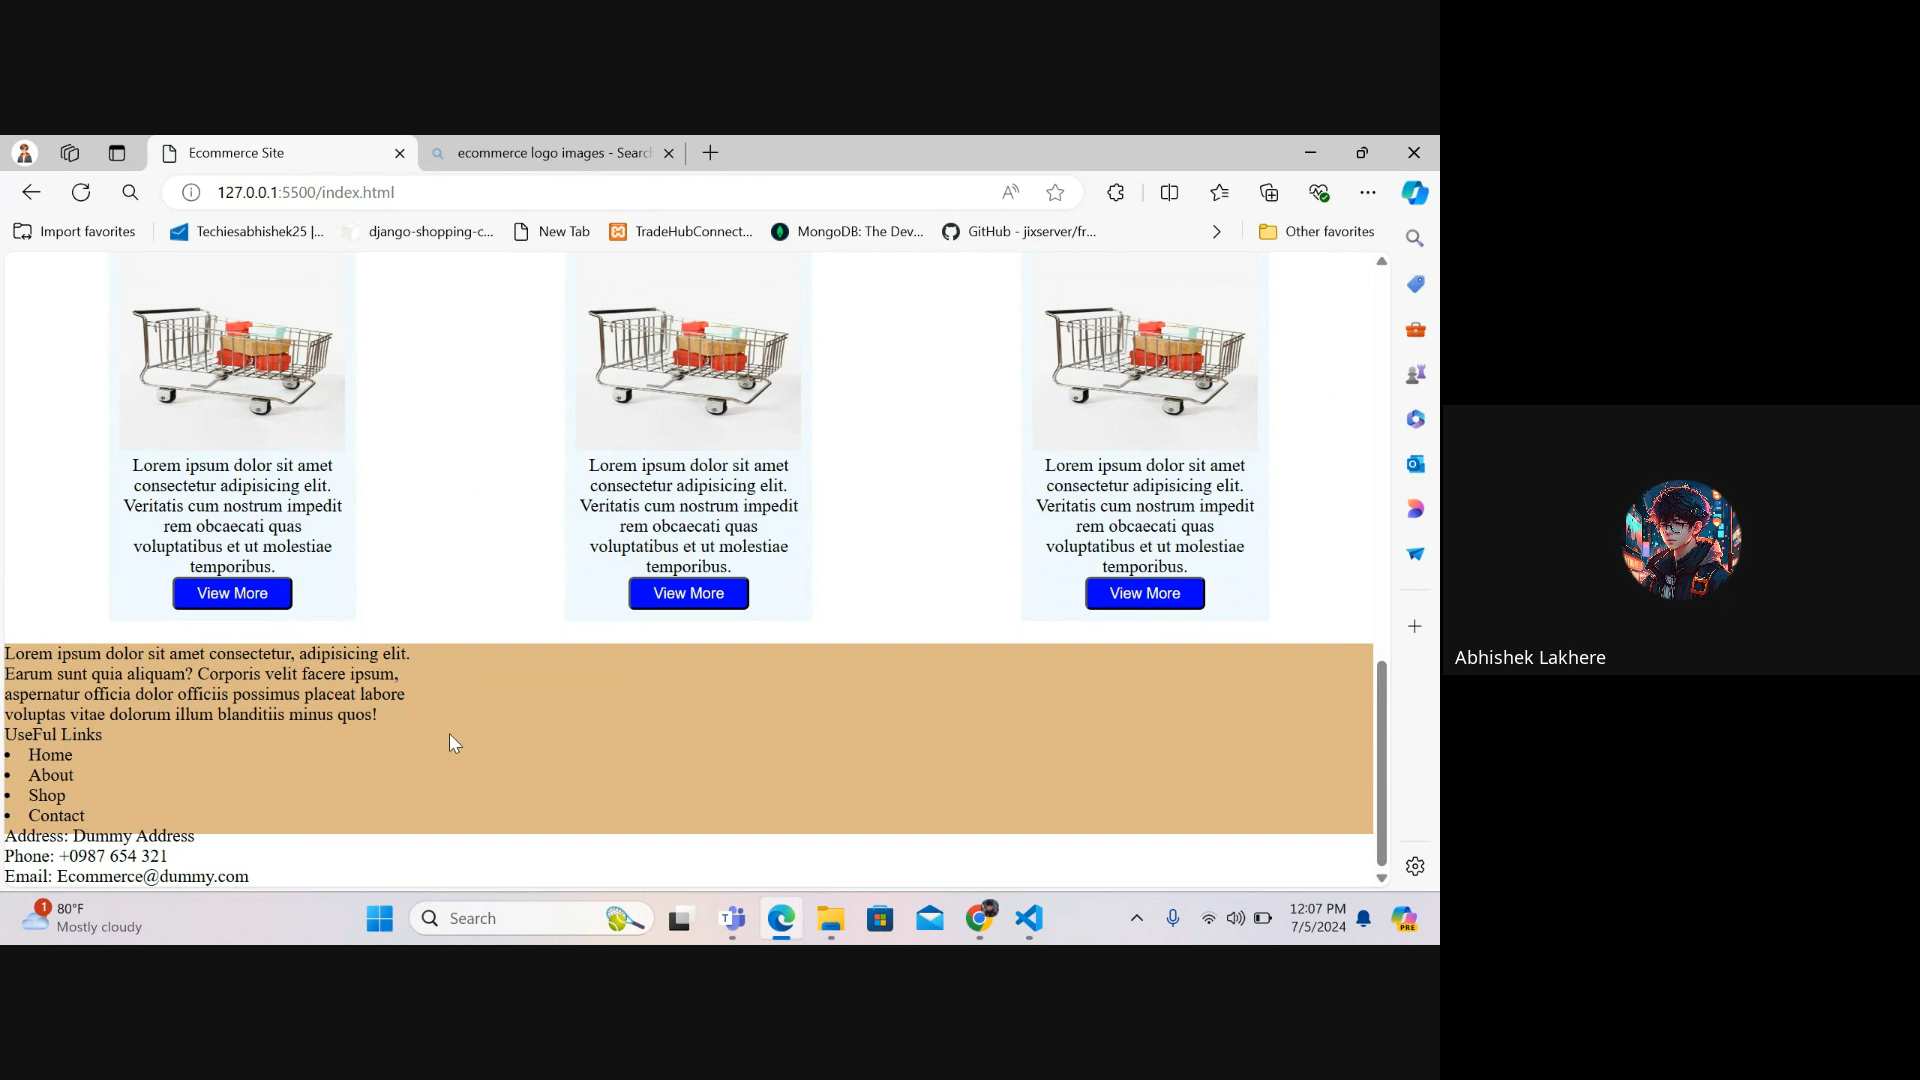 Ecommerce Site
ecommerce logo images - Searc
127.0.0.1:5500/index.html
Import favorites
Techiesabhishek25 |...
django-shopping-c...
New Tab
TradeHubConnect...
MongoDB: The Dev...
GitHub - jixserver/fr...
Other favorites
Lorem ipsum dolor sit amet
consectetur adipisicing elit.
Veritatis cum nostrum impedit
rem obcaecati quas
voluptatibus et ut molestiae
temporibus.
View More
Lorem ipsum dolor sit amet
consectetur adipisicing elit.
Veritatis cum nostrum impedit
rem obcaecati quas
voluptatibus et ut molestiae
temporibus.
View More
Lorem ipsum dolor sit amet
consectetur adipisicing elit.
Veritatis cum nostrum impedit
rem obcaecati quas
voluptatibus et ut molestiae
temporibus.
View More
Lorem ipsum dolor sit amet consectetur, adipisicing elit.
Earum sunt quia aliquam? Corporis velit facere ipsum,
aspernatur officia dolor officiis possimus placeat labore
voluptas vitae dolorum illum blanditiis minus quos!
UseFul Links
• Home
• About
• Shop
• Contact
Address: Dummy Address
Phone: +0987 654 321
Email: Ecommerce@dummy.com
Abhishek Lakhere
1
80°F
Mostly cloudy
Search
12:07 PM
7/5/2024
PRE